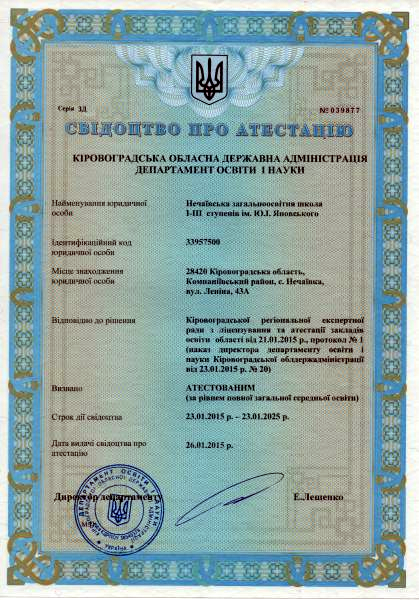 Серія ЗД
№ 039877
СВІДОЦТВО ПРО АТЕСТАЦІЮ
КІРОВОГРАДСЬКА ОБЛАСНА ДЕРЖАВНА АДМІНІСТРАЦІЯ
ДЕПАРТАМЕНТ ОСВІТИ І НАУКИ
Найменування юридичної
особи
Нечаївська загальноосвітня школа
І-ІІІ ступенів ім. Ю.І. Яновського
Ідентифікаційний код
юридичної особи
33957500
Місце знаходження
юридичної особи
28420 Кіровоградська область,
Компаніївський район, с. Нечаївка,
вул. Леніна, 43А
Відповідно до рішення
Кіровоградської регіональної експертної
ради з ліцензування та атестації закладів
освіти області від 21.01.2015 р., протокол № 1
(наказ директора департаменту освіти і
науки Кіровоградської облдержадміністрації
від 23.01.2015 р. № 20)
Визнано
АТЕСТОВАНИМ
(за рівнем повної загальної середньої освіти)
Строк дії свідоцтва
23.01.2015 р. – 23.01.2025 р.
Дата видачі свідоцтва про
атестацію
26.01.2015 р.
Директор департаменту
Е.Лещенко
ДЕПАРТАМЕНТ ОСВІТИ І НАУКИ
УКРАЇНА